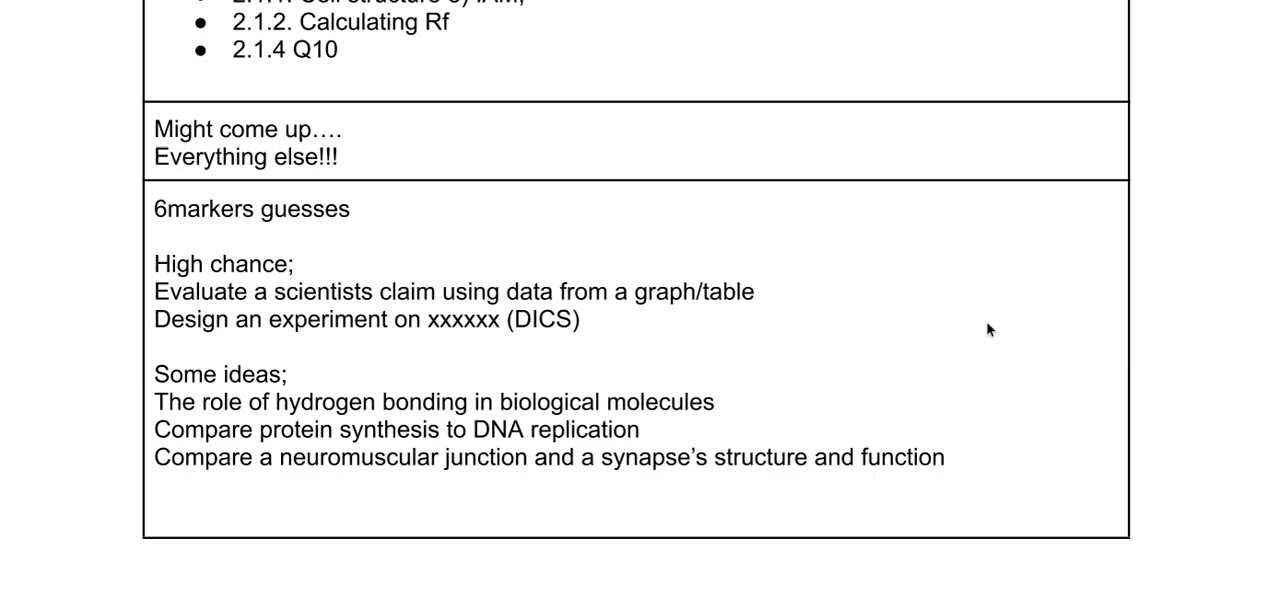 ● 2.1.2. Calculating Rf
● 2.1.4 Q10
Might come up….
Everything else!!!
6markers guesses
High chance;
Evaluate a scientists claim using data from a graph/table
Design an experiment on xxxxxx (DICS)
Some ideas;
The role of hydrogen bonding in biological molecules
Compare protein synthesis to DNA replication
Compare a neuromuscular junction and a synapse’s structure and function